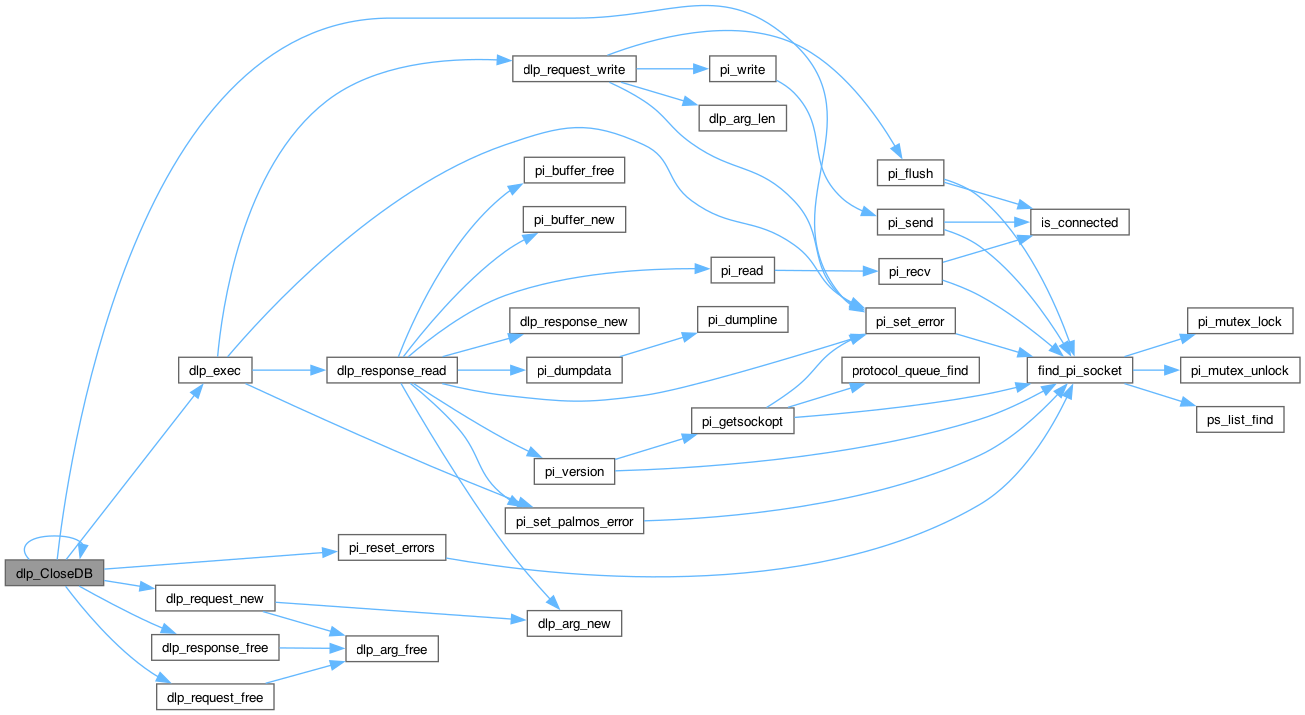 dlp_request_write
pi_write
dlp_arg_len
pi_buffer_free
pi_flush
pi_buffer_new
pi_send
is_connected
pi_read
pi_recv
dlp_response_new
pi_dumpline
pi_set_error
pi_mutex_lock
dlp_exec
dlp_response_read
pi_dumpdata
protocol_queue_find
find_pi_socket
pi_mutex_unlock
pi_getsockopt
ps_list_find
pi_version
pi_set_palmos_error
pi_reset_errors
dlp_CloseDB
dlp_request_new
dlp_arg_new
dlp_response_free
dlp_arg_free
dlp_request_free